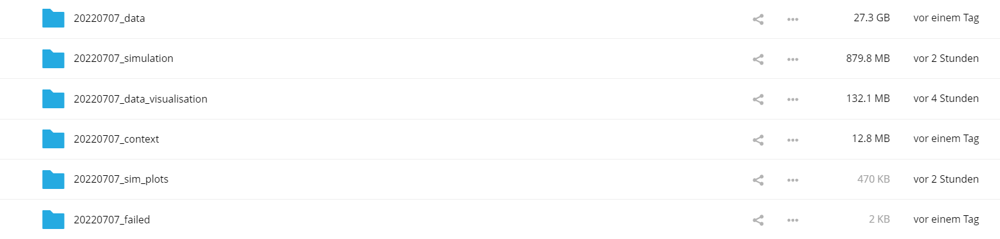 20220707_data 27.3 GB vor einem Tag
20220707_simulation 879.8 MB vor 2 Stunden
20220707_data_visualisation 132.1 MB vor 4 Stunden
20220707_context 12.8 MB vor einem Tag
20220707_sim_plots 470 KB vor 2 Stunden
20220707_failed 2 KB vor einem Tag